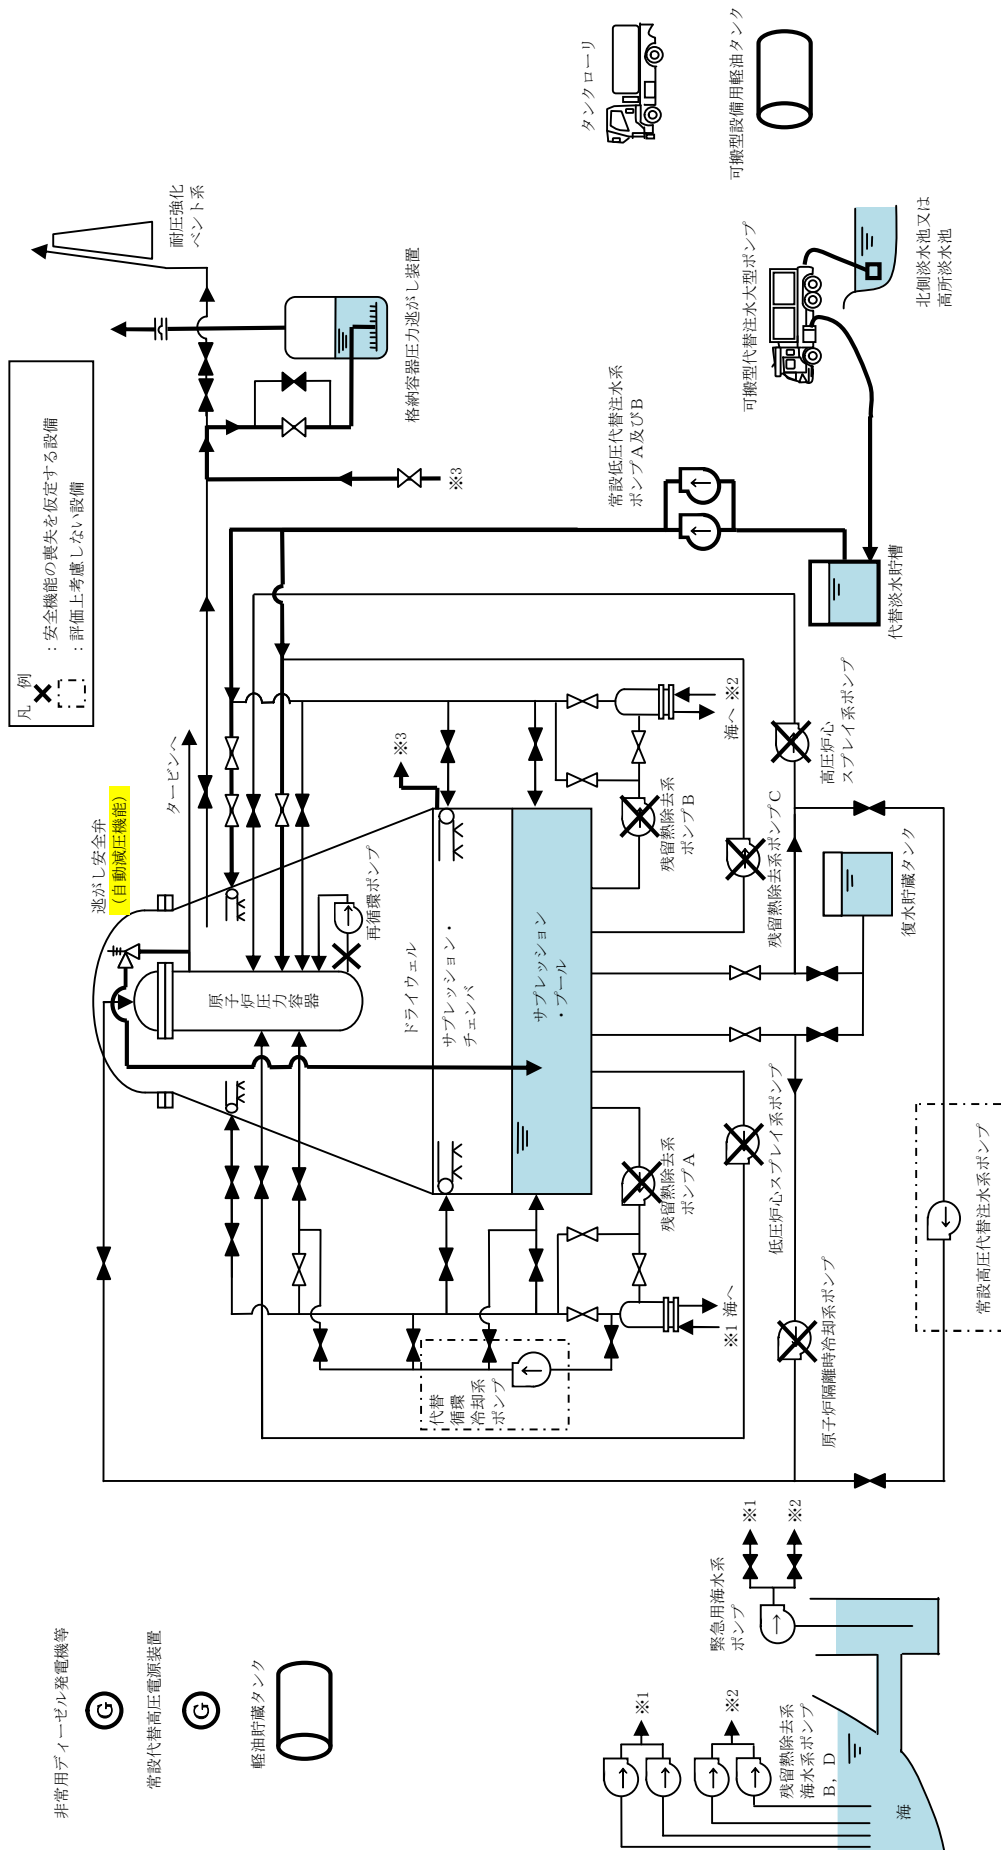 凡 例
：安全機能の喪失を仮定する設備
：評価上考慮しない設備
非常用ディーゼル発電機等
G
常設代替高圧電源装置
G
軽油貯蔵タンク
逃がし安全弁
（自動減圧機能）
タービンへ
耐圧強化
ベント系
格納容器圧力逃がし装置
※3
※3
原子炉圧力容器
再循環ポンプ
ドライウェル
サプレッション・
チェンバ
サプレッション
・プール
常設低圧代替注水系
ポンプA及びB
タンクローリ
可搬型設備用軽油タンク
可搬型代替注水大型ポンプ
北側淡水池又は
高所淡水池
代替淡水貯槽
代替
循環
冷却系
ポンプ
残留熱除去系
ポンプA
※1
海へ
残留熱除去系
ポンプB
海へ
※2
残留熱除去系ポンプC
高圧炉心
スプレイ系ポンプ
低圧炉心スプレイ系ポンプ
原子炉隔離時冷却系ポンプ
復水貯蔵タンク
常設高圧代替注水系ポンプ
緊急用海水系
ポンプ
※1
※2
残留熱除去系
海水系ポンプ
B，D
※1
※2
海